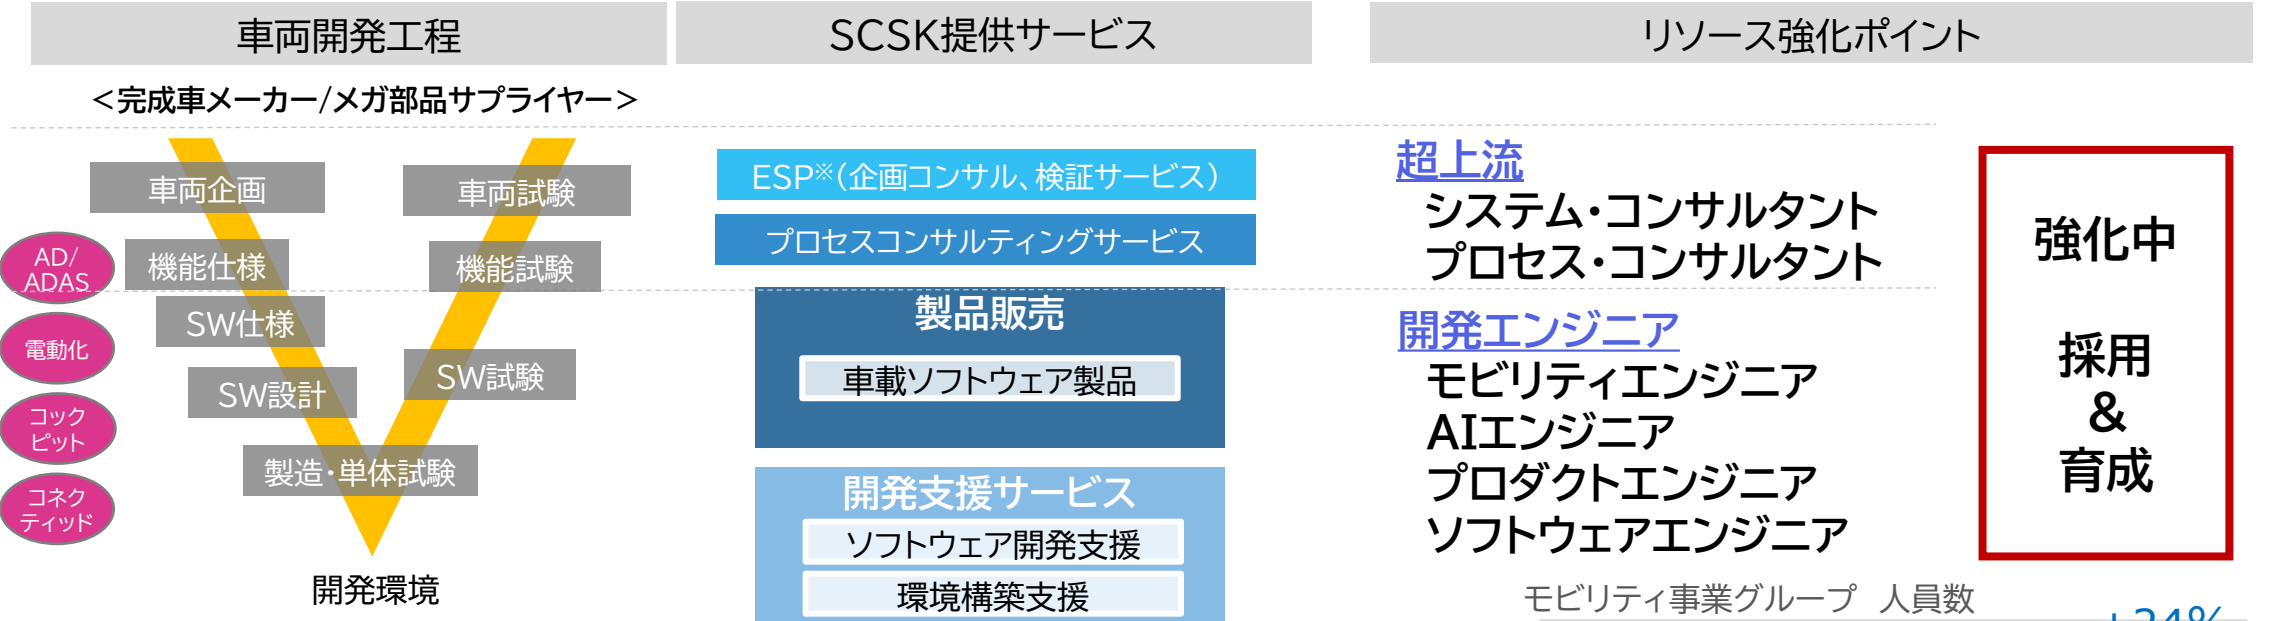 車両開発工程
SCSK提供サービス
リソース強化ポイント
<完成車メーカー/メガ部品サプライヤー>
車両企画
車両試験
機能仕様
機能試験
SW仕様
SW設計
SW試験
製造・単体試験
開発環境
AD/
ADAS
電動化
コック
ピット
コネク
ティッド
ESP※(企画コンサル、検証サービス)
プロセスコンサルティングサービス
製品販売
車載ソフトウェア製品
開発支援サービス
ソフトウェア開発支援
環境構築支援
超上流
システム・コンサルタント
プロセス・コンサルタント
開発エンジニア
モビリティエンジニア
AIエンジニア
プロダクトエンジニア
ソフトウェアエンジニア
強化中
採用
&
育成
モビリティ事業グループ 人員数